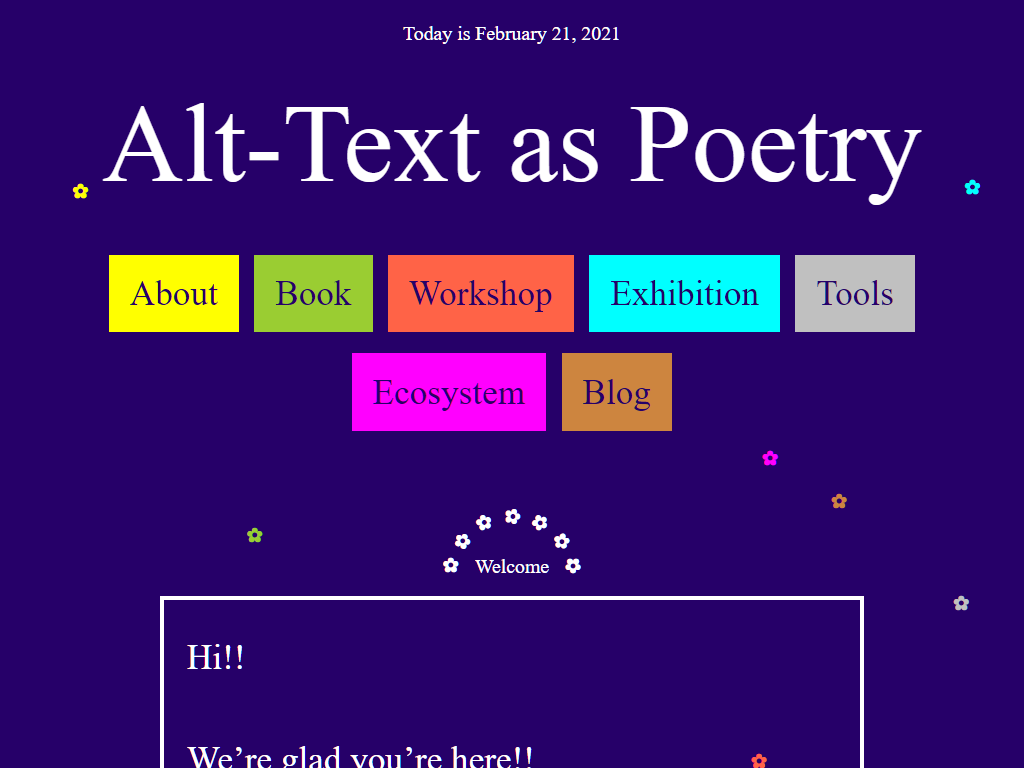 Today is February 21, 2021
Alt-Text as Poetry
About Book Workshop Exhibition Tools
Ecosystem Blog
Welcome
Hi!!
We’re glad you’re here!!